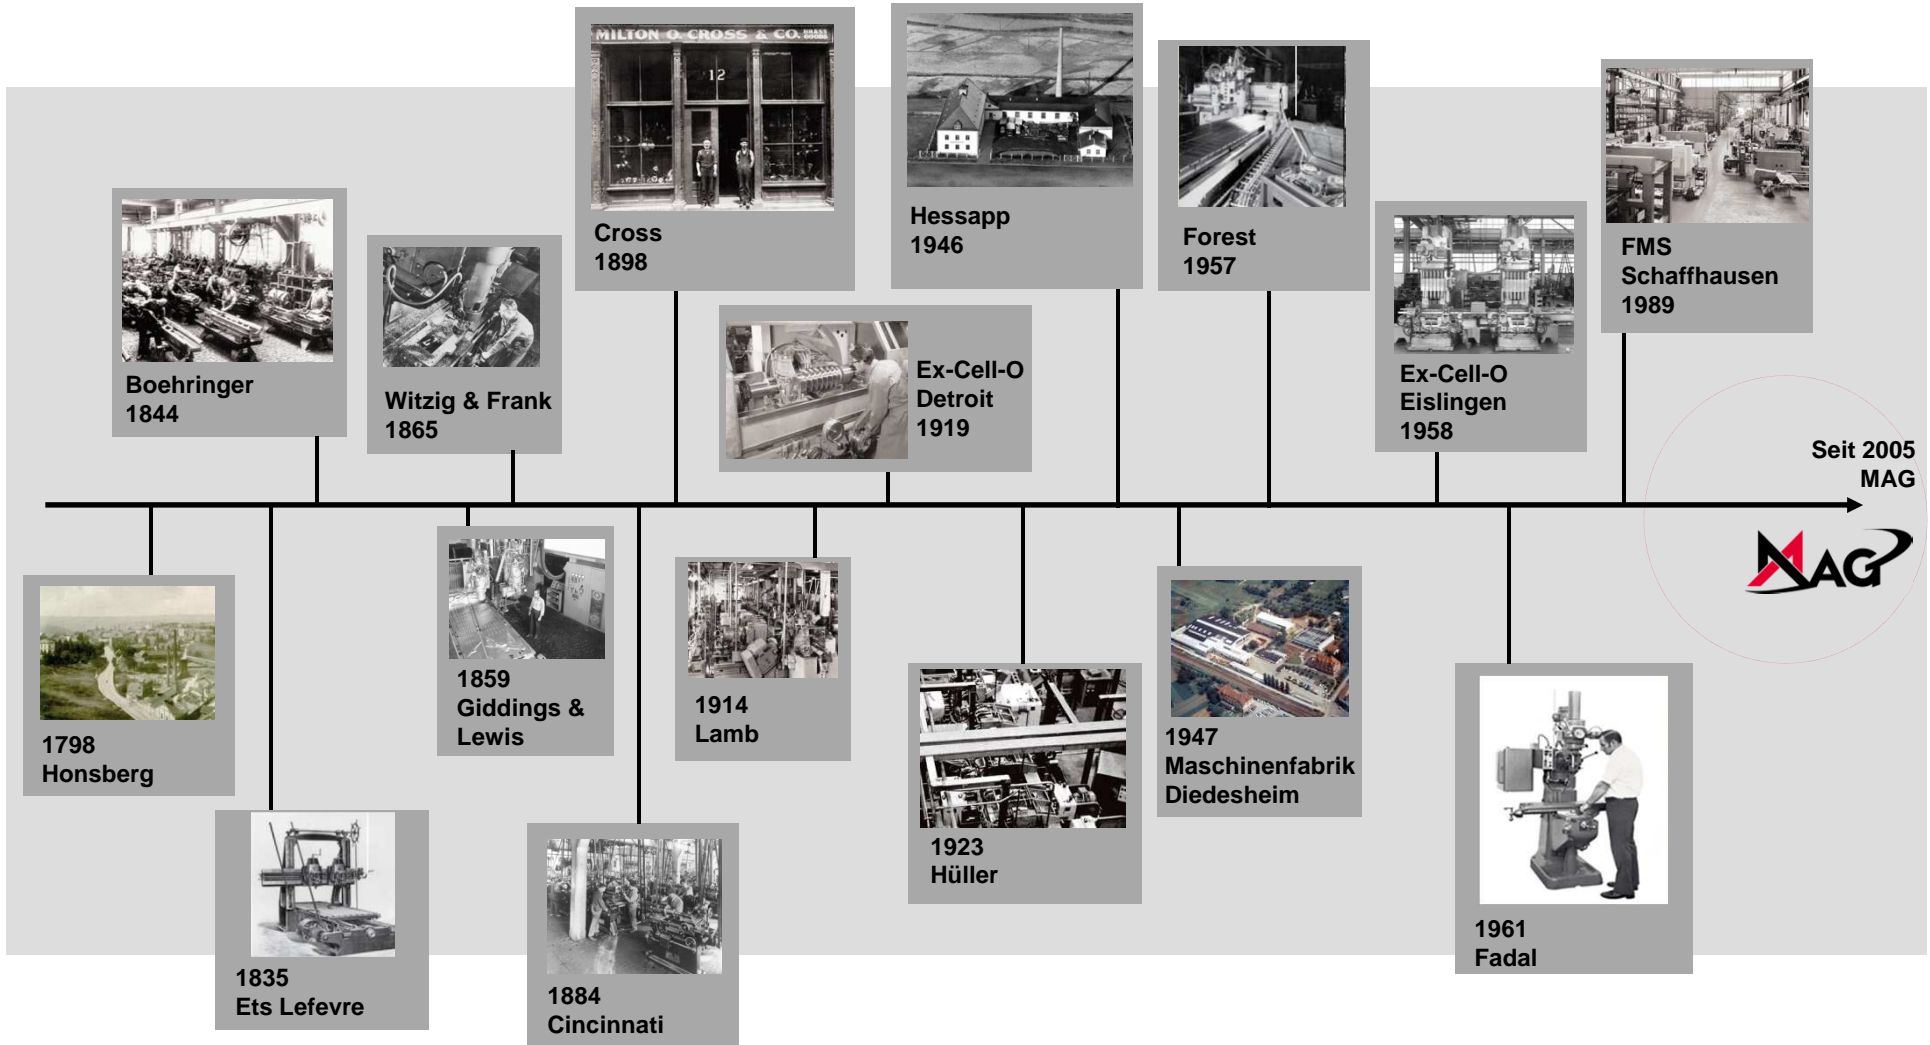 MILTON O. CROSS & CO. BRASS GOODS
12
Cross
1898
Hessapp
1946
Forest
1957
FMS
Schaffhausen
1989
Boehringer
1844
Witzig & Frank
1865
Ex-Cell-O
Detroit
1919
Ex-Cell-O
Eislingen
1958
Seit 2005
MAG
MAG
1798
Honsberg
1835
Ets Lefevre
1859
Giddings &
Lewis
1884
Cincinnati
1914
Lamb
1923
Hüller
1947
Maschinenfabrik
Diedesheim
1961
Fadal